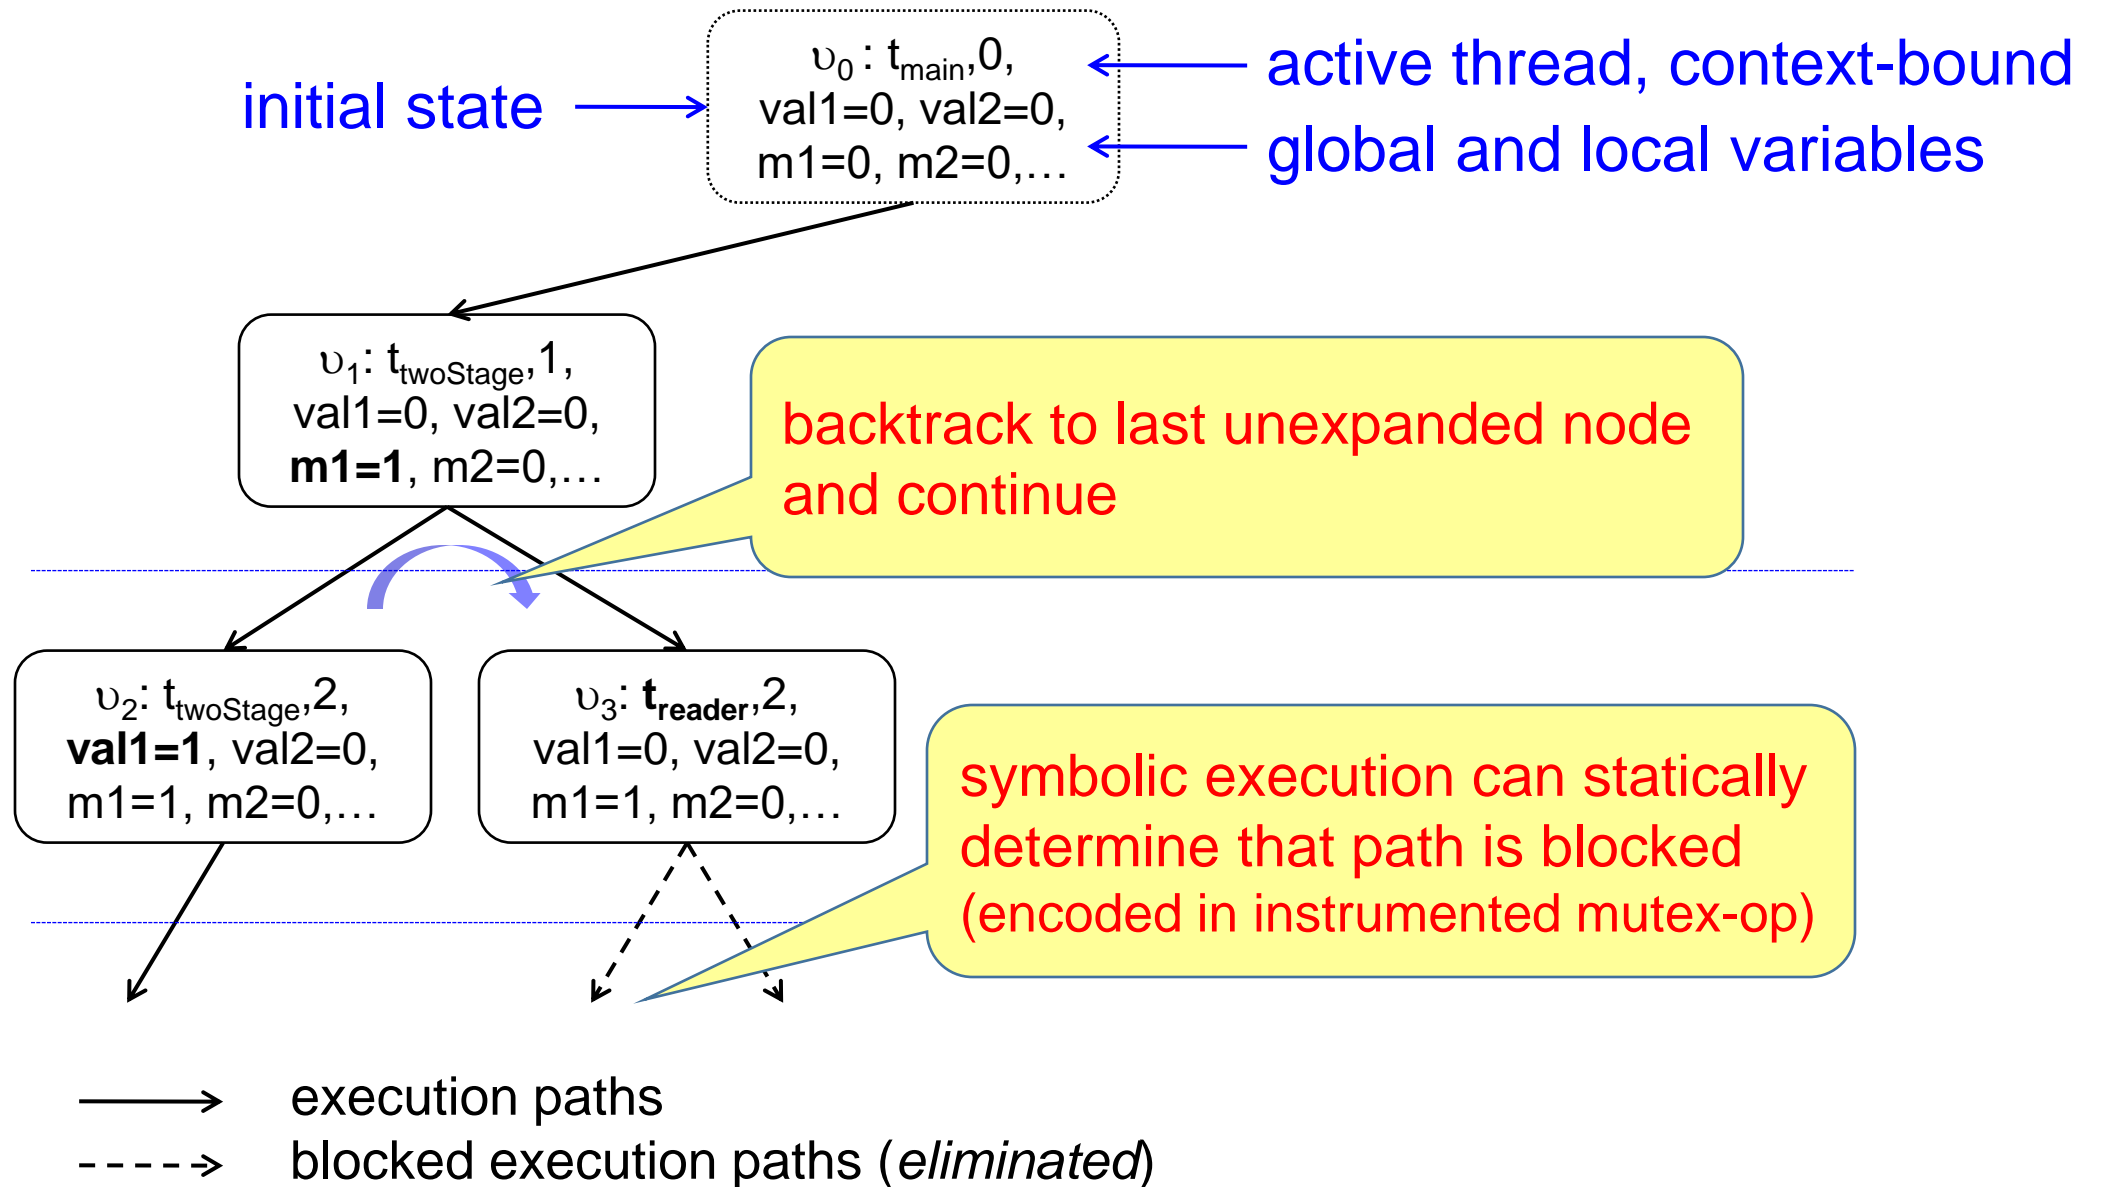 initial state
υ0 : tmain,0,
val1=0, val2=0,
m1=0, m2=0,…
active thread, context-bound
global and local variables
υ1: ttwoStage,1,
val1=0, val2=0,
m1=1, m2=0,…
backtrack to last unexpanded node
and continue
υ2: ttwoStage,2,
val1=1, val2=0,
m1=1, m2=0,…
υ3: treader,2,
val1=0, val2=0,
m1=1, m2=0,…
symbolic execution can statically
determine that path is blocked
(encoded in instrumented mutex-op)
execution paths
blocked execution paths (eliminated)